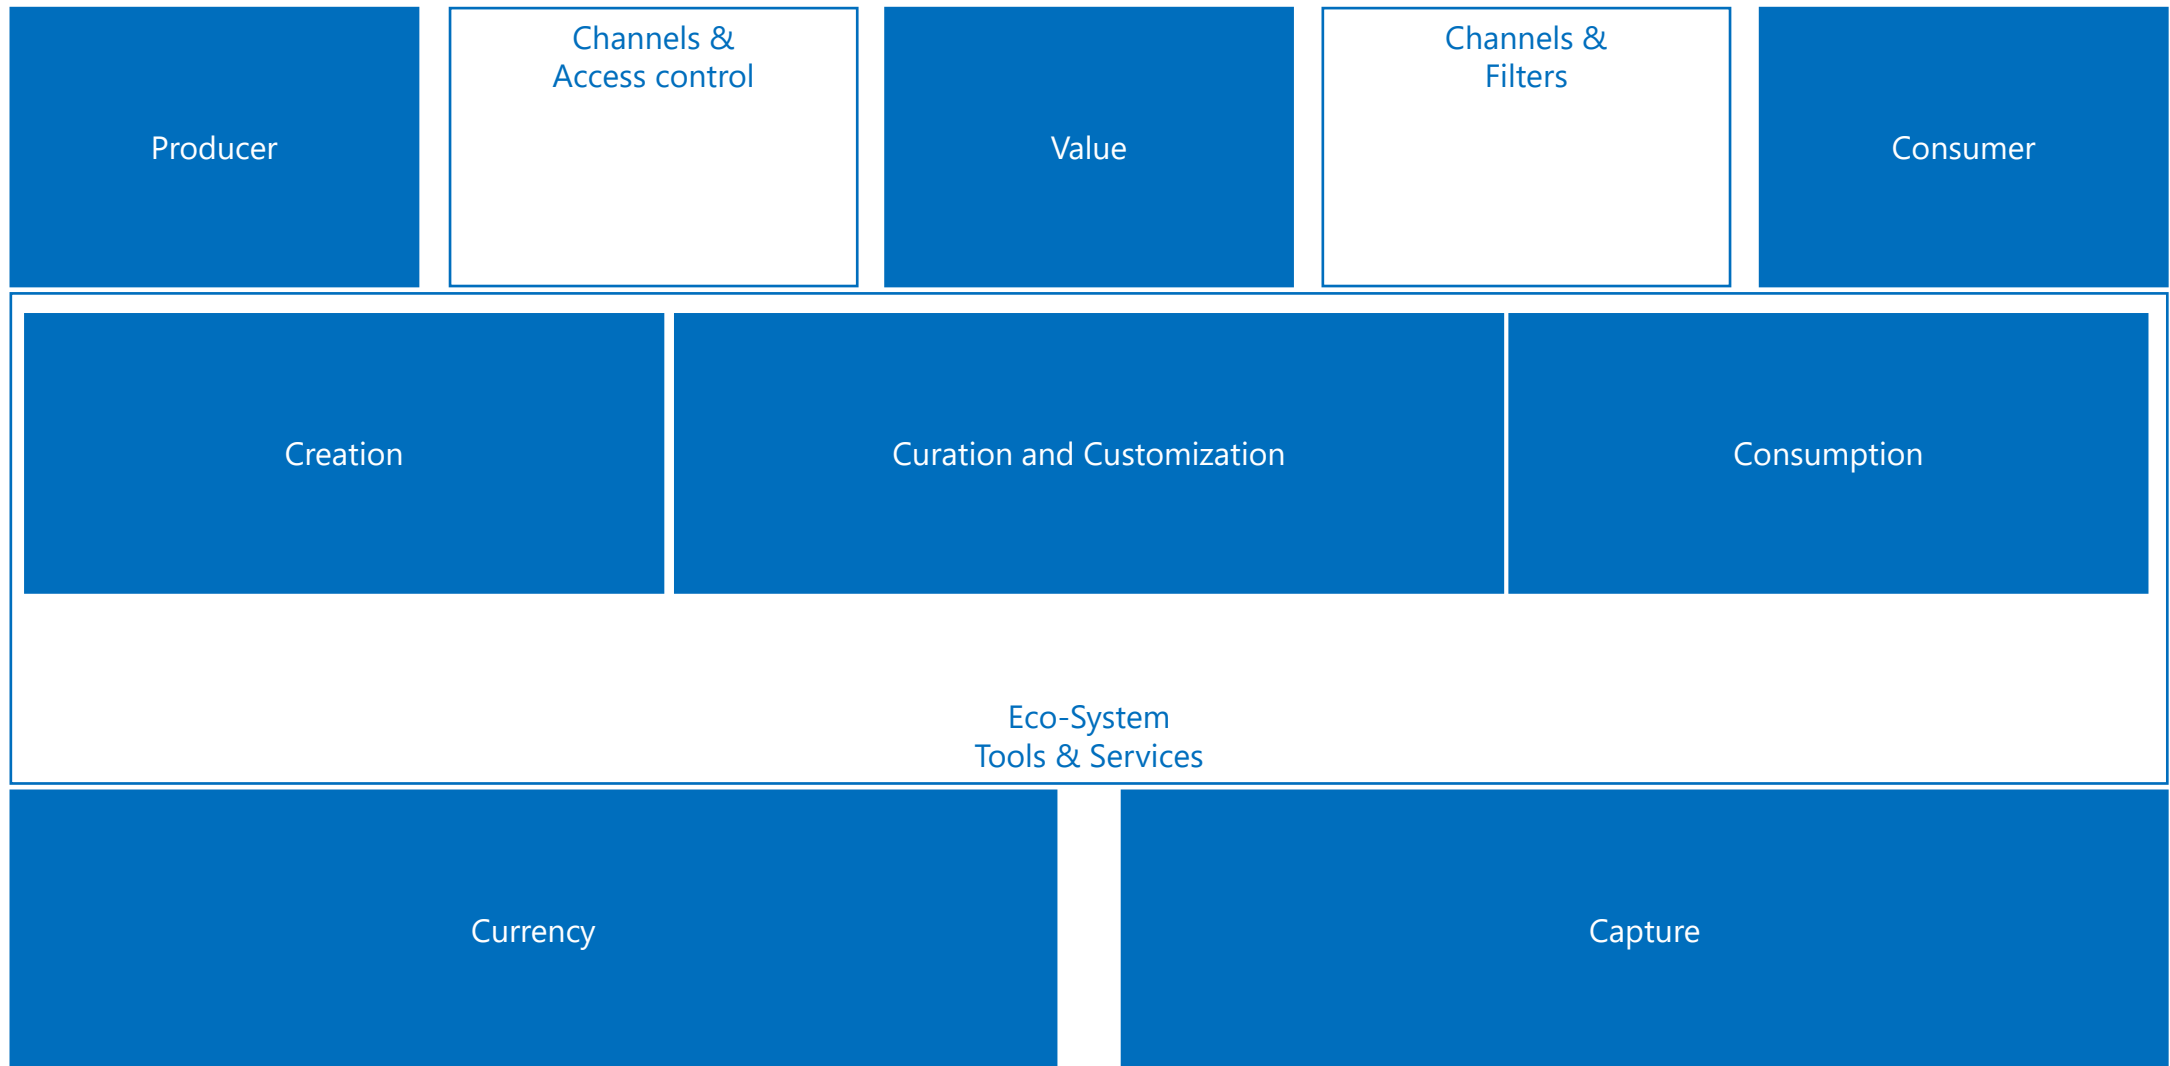 Producer
Channels &
Access control
Value
Channels &
Filters
Consumer
Creation
Curation and Customization
Consumption
Eco-System
Tools & Services
Currency
Capture